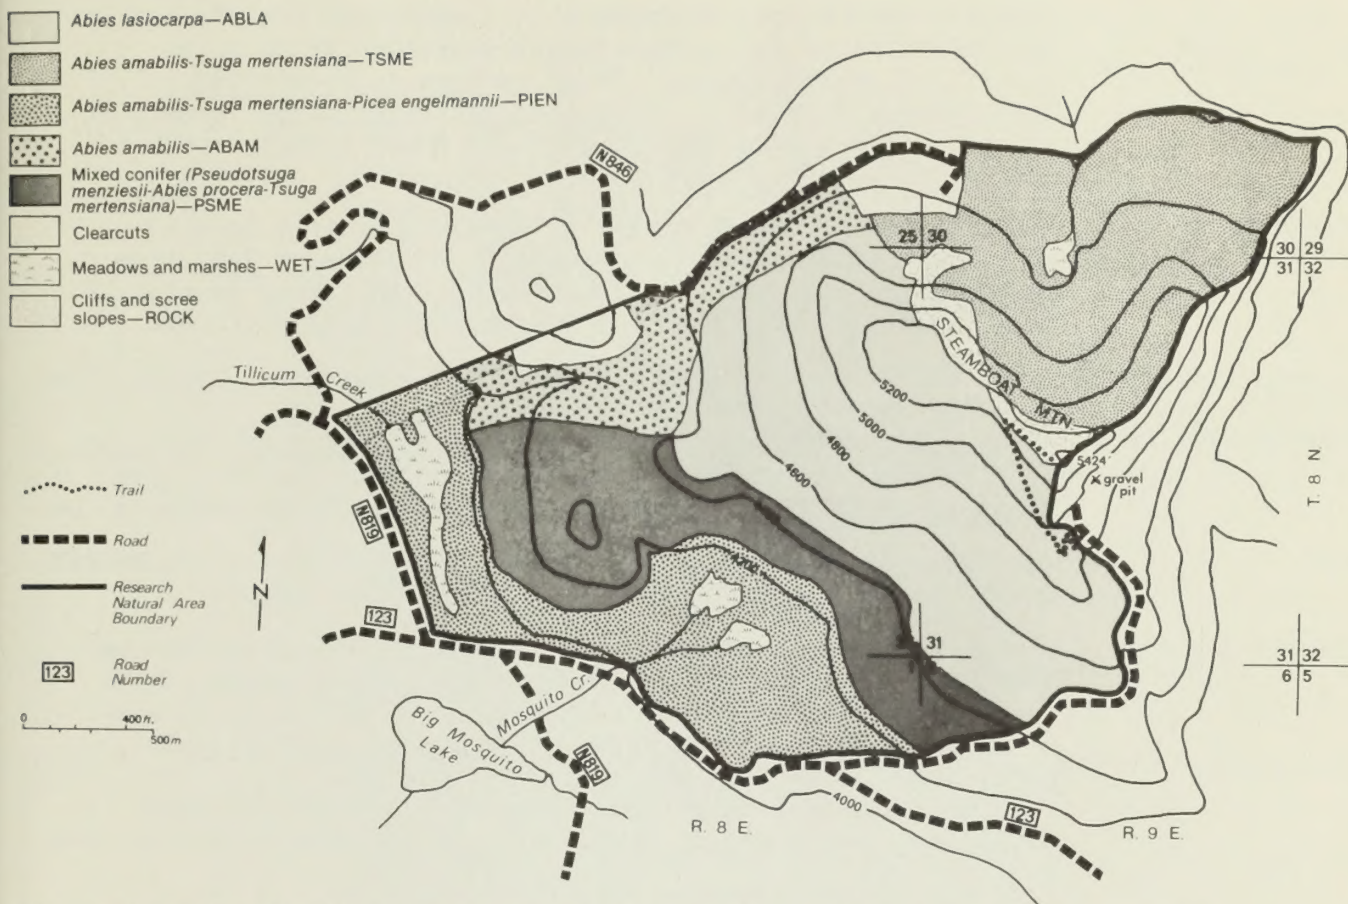 Abies lasiocarpa—ABLA
Abies amabilis-Tsuga mertensiana—TSME
Abies amabilis-Tsuga mertensiana-Picea engelmannii—PIEN
Abies amabilis—ABAM
Mixed conifer (Pseudotsuga
menziesii-Abies procera-Tsuga
mertensiana)—PSME
Clearcuts
Meadows and marshes—WET
Cliffs and scree
slopes—ROCK
N846
25 30
30 29
31 32
STEAMBOAT MTN
Tillicum Creek
5200
5000
4800
4600
5424
gravel
pit
T. 8 N.
Trail
Road
Research
Natural Area
Boundary
123
Road
Number
0 400 ft.
500 m
N
N819
123
4200
31
31 32
6 5
Mosquito Cr.
Big Mosquito
Lake
N819
4000
123
R. 8 E.
R. 9 E.